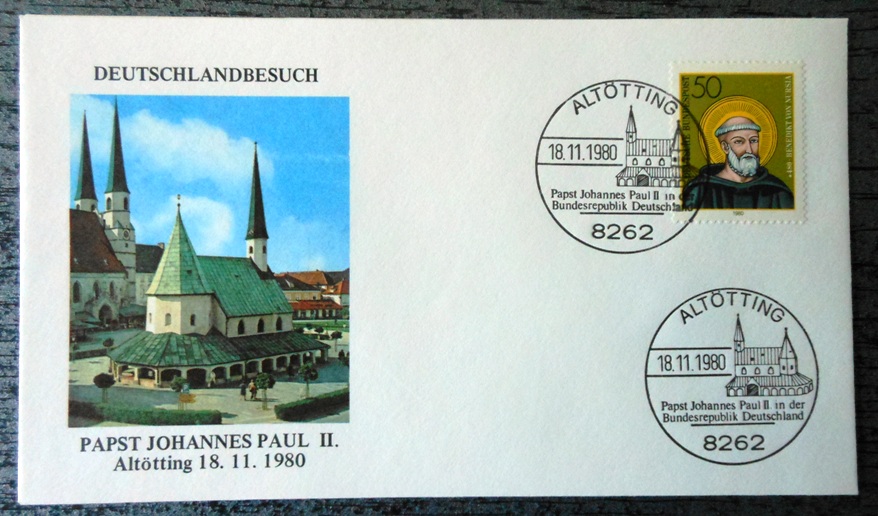 DEUTSCHLANDBESUCH
PAPST JOHANNES PAUL II.
Altötting 18. 11. 1980
ALTÖTTING
18.11.1980
Papst Johannes Paul II in der
Bundesrepublik Deutschland
8262
50
BUNDESPOST
BENEDIKT VON NURSIA
1980
ALTÖTTING
18.11.1980
Papst Johannes Paul II in der
Bundesrepublik Deutschland
8262